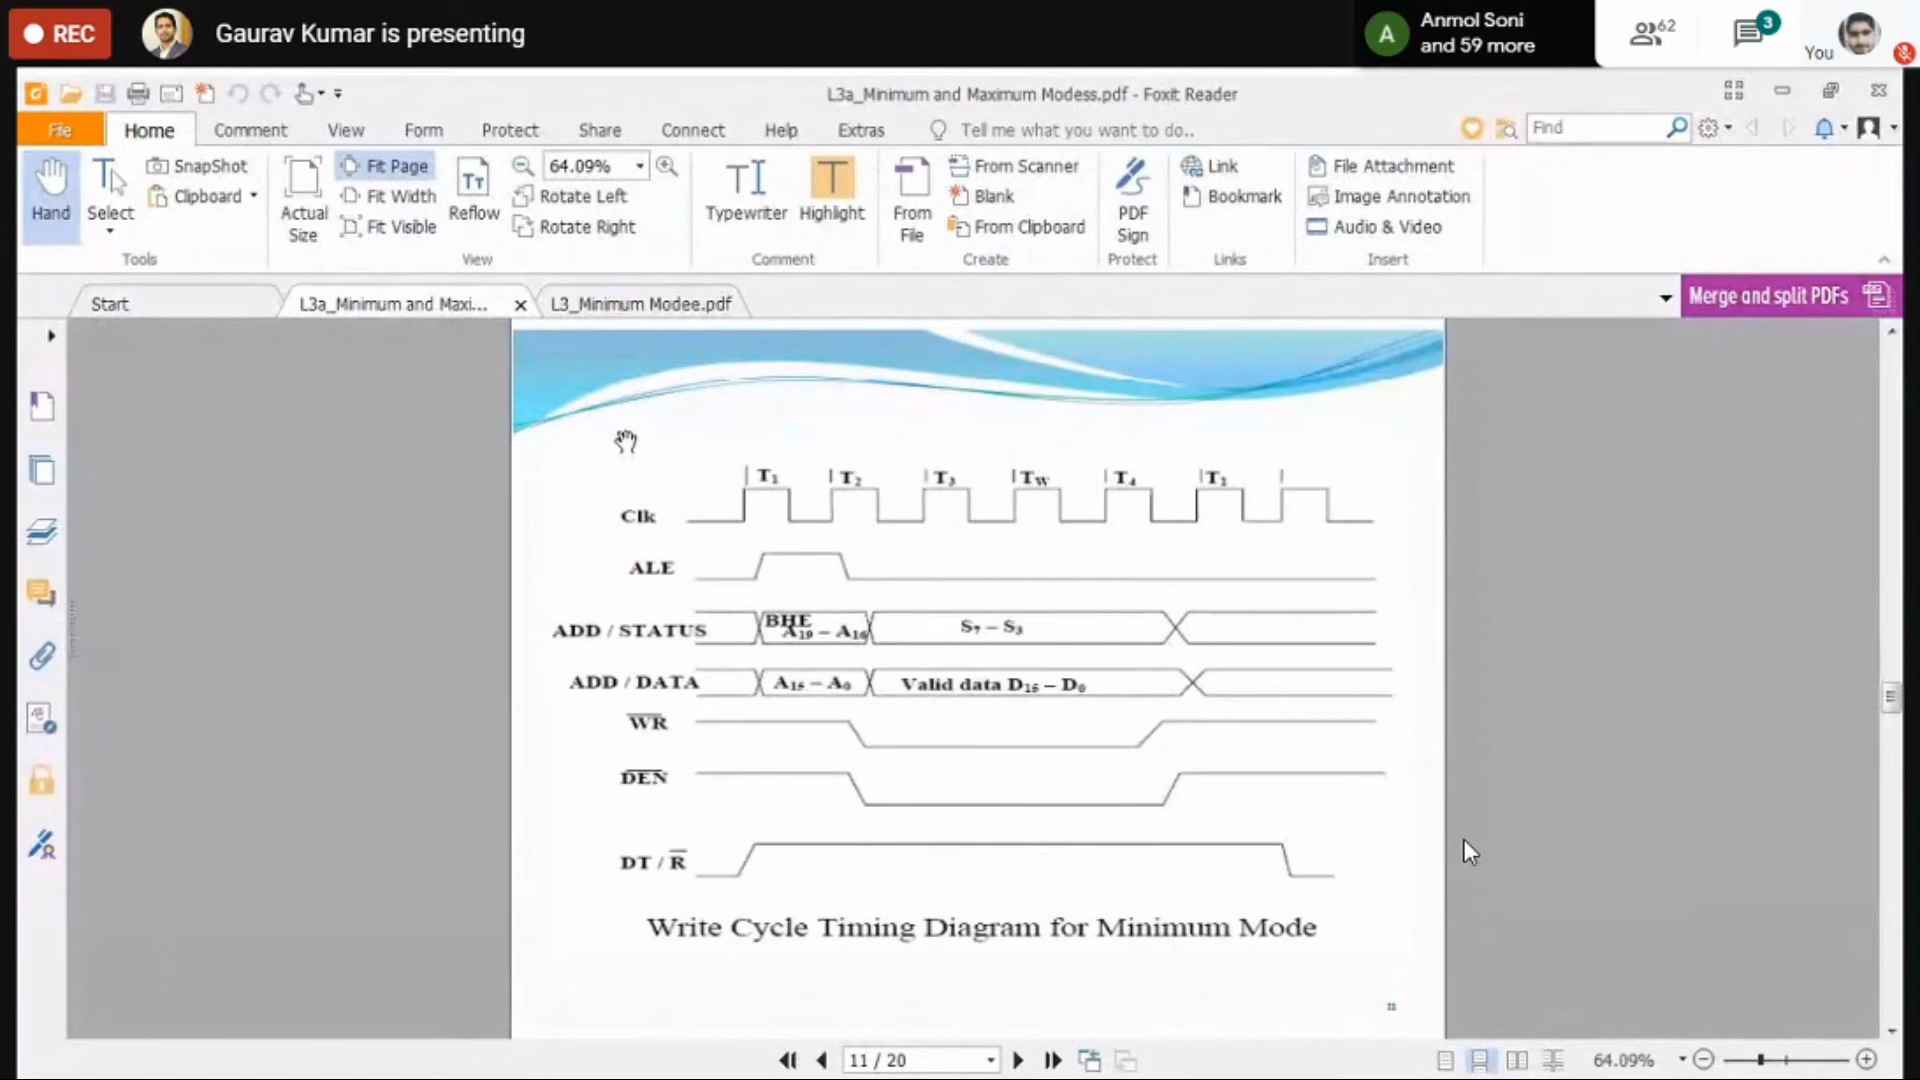 REC
Gaurav Kumar is presenting
A
Anmol Soni
and 59 more
62
3
You
L3a_Minimum and Maximum Modess.pdf - Foxit Reader
File
Home
Comment
View
Form
Protect
Share
Connect
Help
Extras
Tell me what you want to do..
Find
Hand
Select
SnapShot
Clipboard
Tools
Actual
Size
Fit Page
Fit Width
Fit Visible
Reflow
64.09%
Rotate Left
Rotate Right
View
Typewriter
Highlight
Comment
From
File
From Scanner
Blank
From Clipboard
Create
PDF
Sign
Protect
Link
Bookmark
Links
File Attachment
Image Annotation
Audio & Video
Insert
Start
L3a_Minimum and Maxi...
L3_Minimum Modee.pdf
Merge and split PDFs
T₁ T₂ T₃ T_W T₄ T₁
Clk
ALE
ADD / STATUS
B̅H̅E̅
A₁₉ – A₁₆
S₇ – S₃
ADD / DATA
A₁₅ – A₀
Valid data D₁₅ – D₀
W̅R̅
D̅E̅N̅
DT / R̅
Write Cycle Timing Diagram for Minimum Mode
11
11 / 20
64.09%